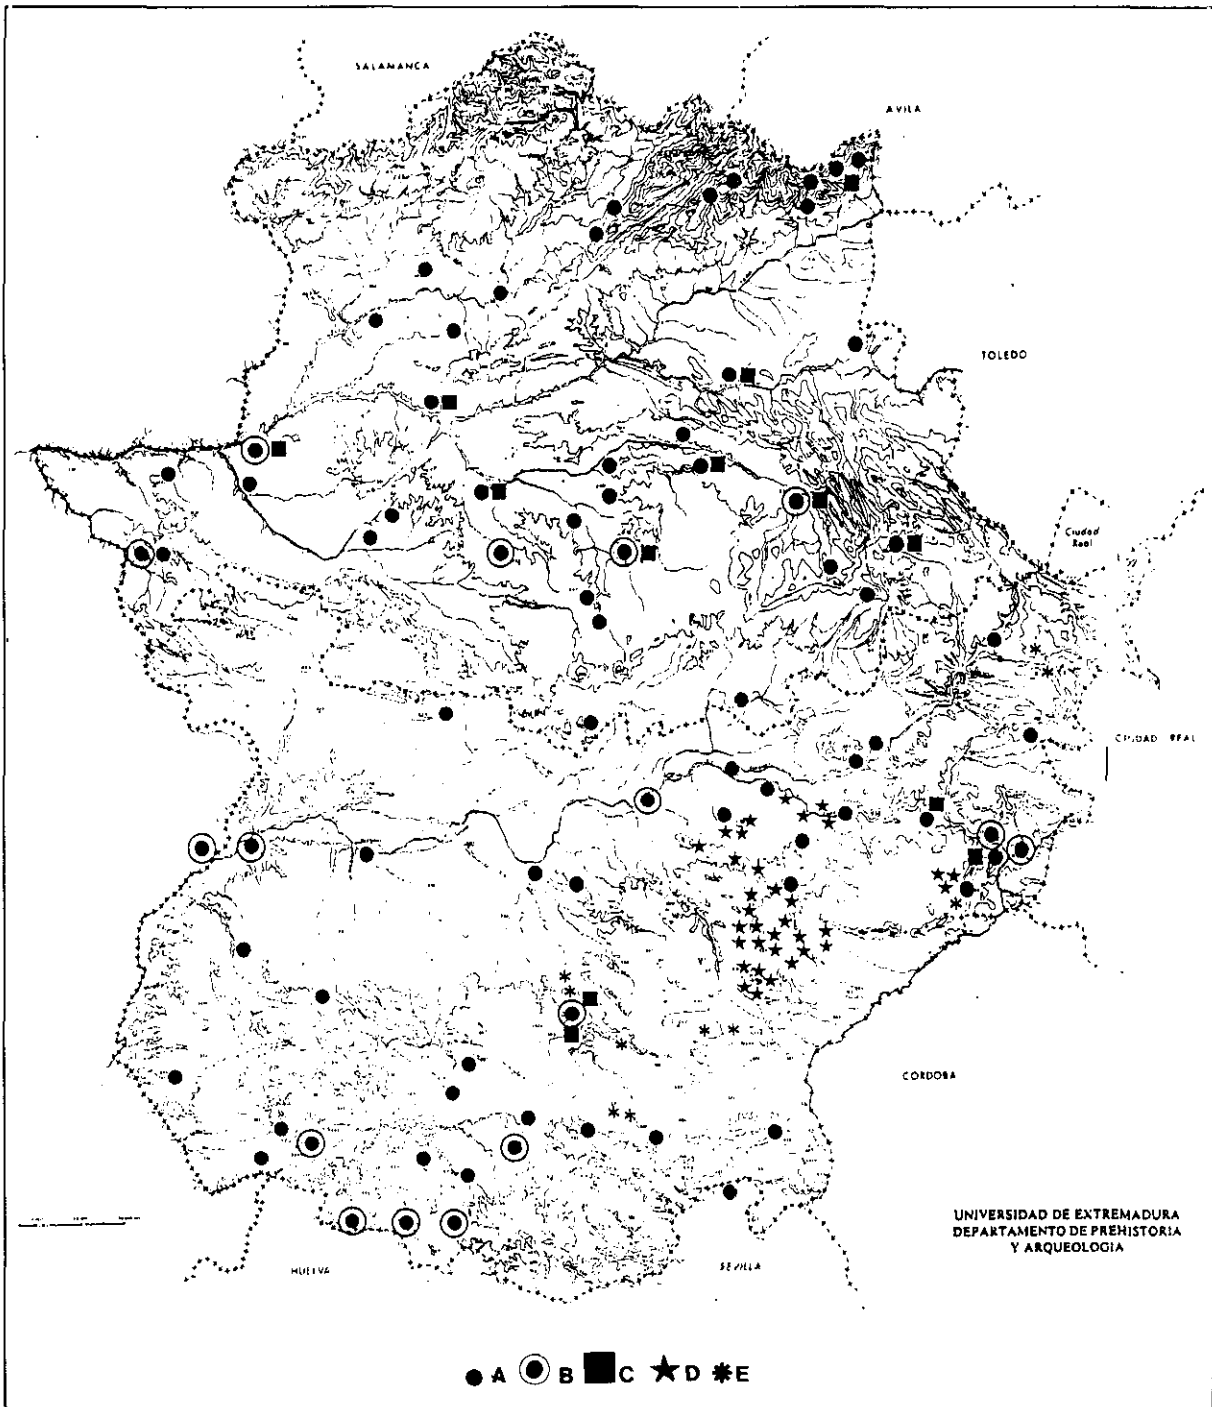 SALAMANCA
AVILA
TOLEDO
Ciudad
Real
CIUDAD REAL
CORDOBA
UNIVERSIDAD DE EXTREMADURA
DEPARTAMENTO DE PREHISTORIA
Y ARQUEOLOGIA
HUELVA
SEVILLA
A B C D E